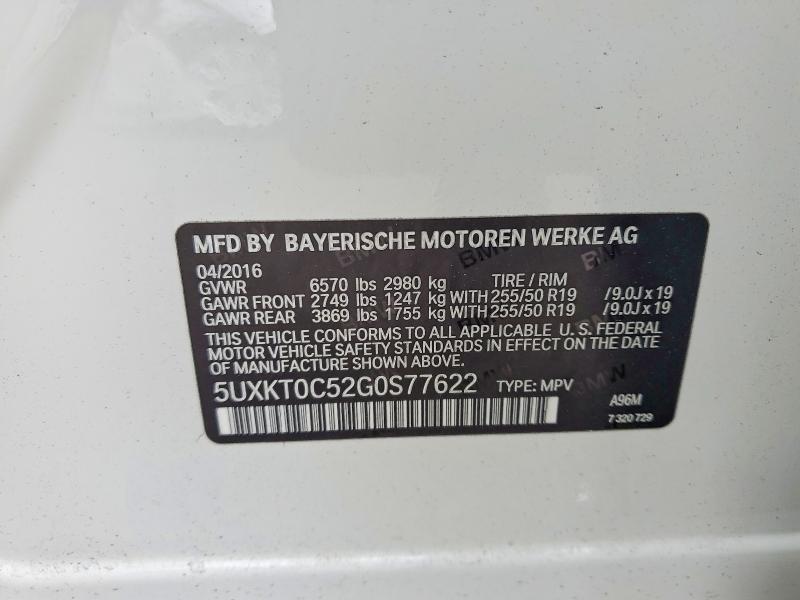 MFD BY BAYERISCHE MOTOREN WERKE AG
04/2016
GVWR 6570 lbs 2980 kg TIRE / RIM
GAWR FRONT 2749 lbs 1247 kg WITH 255/50 R19 /9.0J x 19
GAWR REAR 3869 lbs 1755 kg WITH 255/50 R19 /9.0J x 19
THIS VEHICLE CONFORMS TO ALL APPLICABLE U.S. FEDERAL
MOTOR VEHICLE SAFETY STANDARDS IN EFFECT ON DATE
OF MANUFACTURE SHOWN ABOVE.
5UXKT0C52G0S77622 TYPE: MPV
A96M
7 320 729